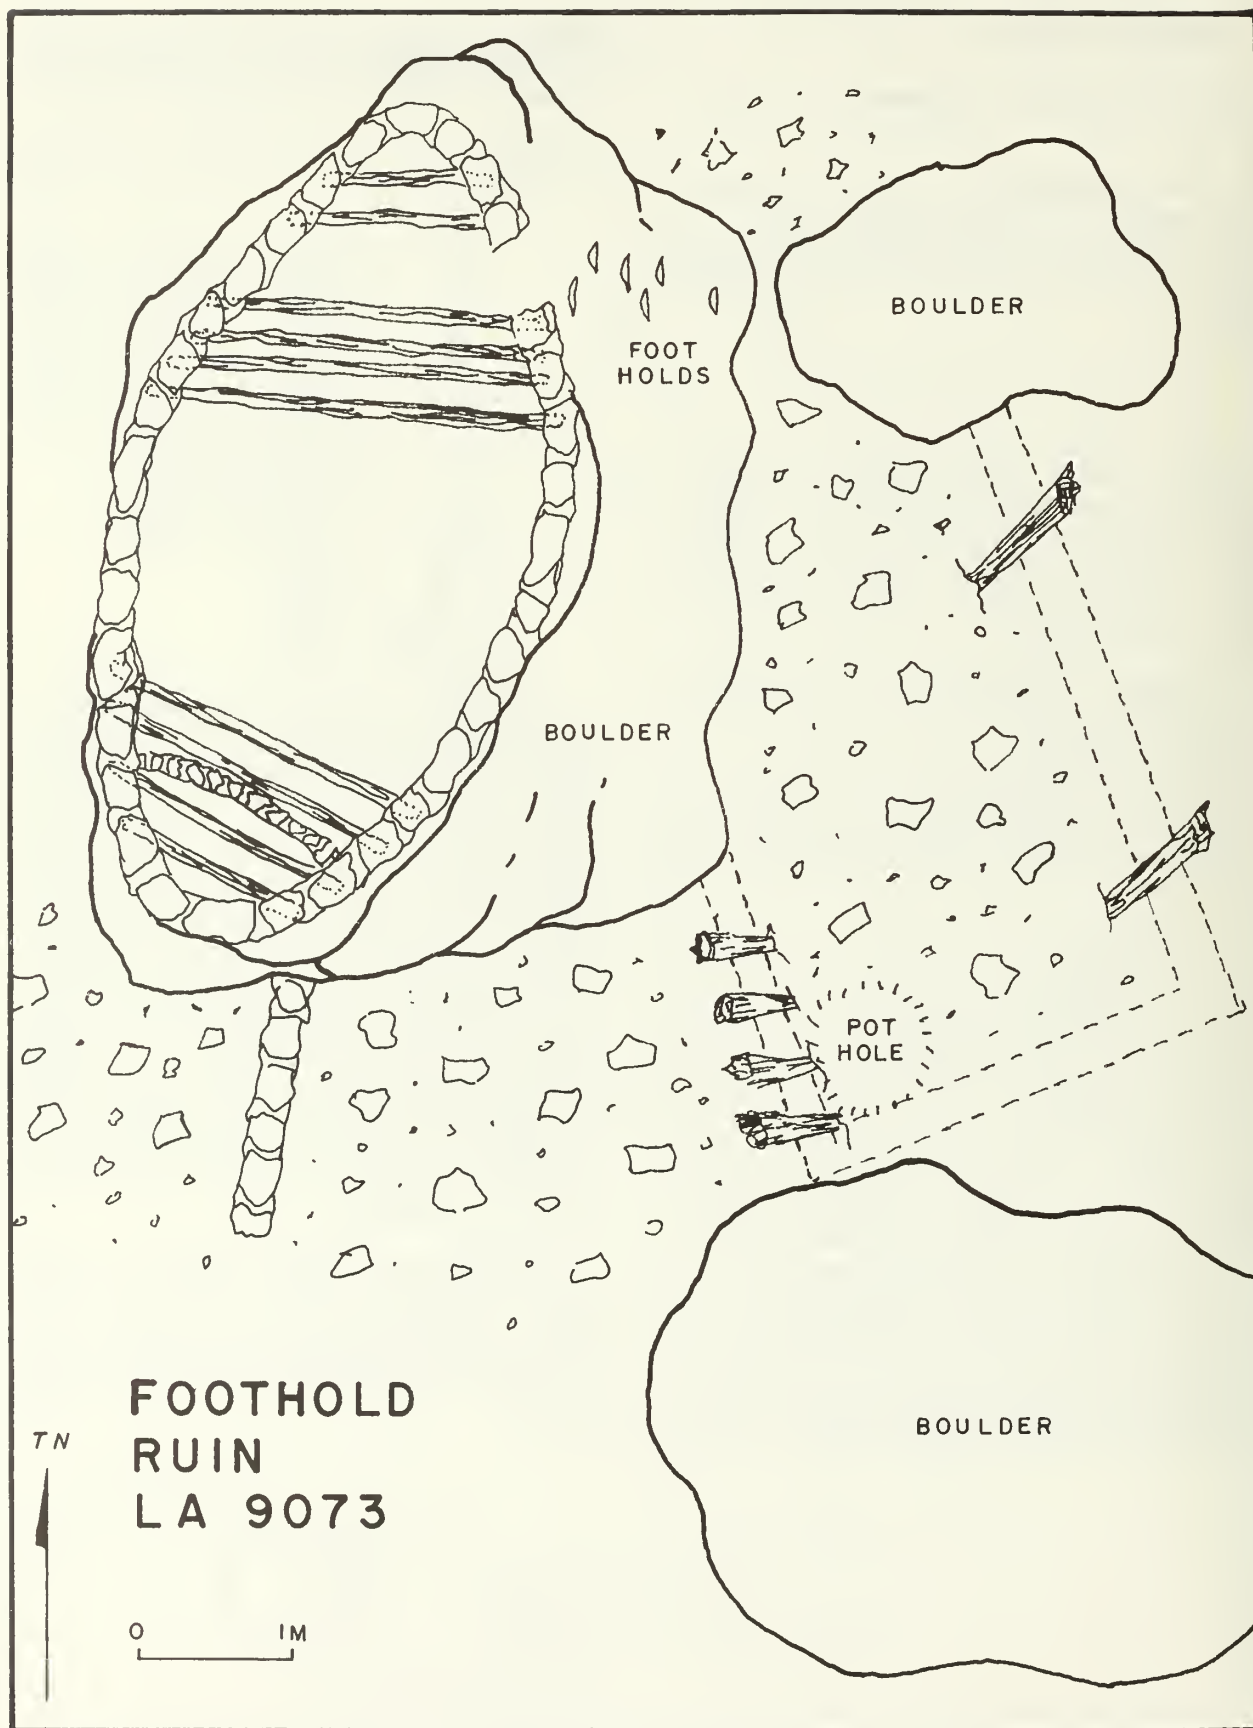 BOULDER
FOOT
HOLDS
BOULDER
POT
HOLE
FOOTHOLD
RUIN
LA 9073
TN
BOULDER
0 1M